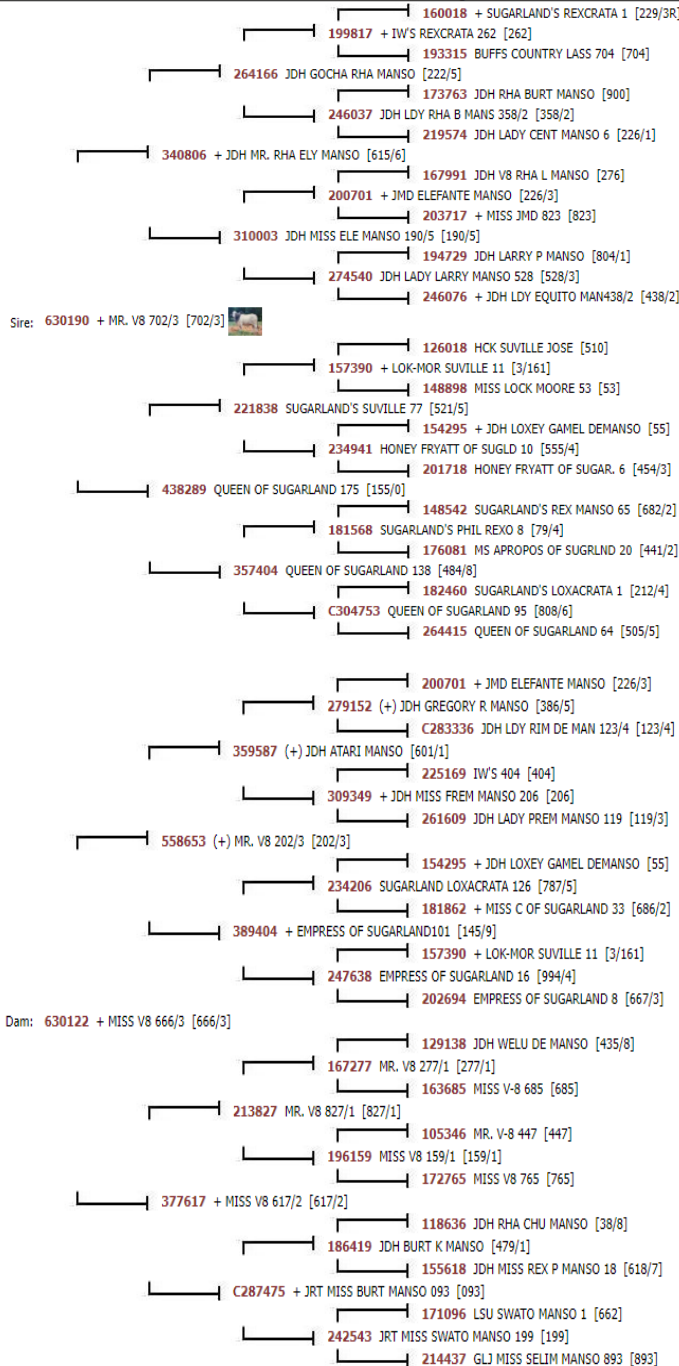 160018 + SUGARLAND'S REXCRATA 1 [229/3R]
199817 + IW'S REXCRATA 262 [262]
193315 BUFFS COUNTRY LASS 704 [704]
264166 JDH GOCHA RHA MANSO [222/5]
173763 JDH RHA BURT MANSO [900]
246037 JDH LDY RHA B MANS 358/2 [358/2]
219574 JDH LADY CENT MANSO 6 [226/1]
340806 + JDH MR. RHA ELY MANSO [615/6]
167991 JDH V8 RHA L MANSO [276]
200701 + JMD ELEFANTE MANSO [226/3]
203717 + MISS JMD 823 [823]
310003 JDH MISS ELE MANSO 190/5 [190/5]
194729 JDH LARRY P MANSO [804/1]
274540 JDH LADY LARRY MANSO 528 [528/3]
246076 + JDH LDY EQUITO MAN438/2 [438/2]
Sire: 630190 + MR. V8 702/3 [702/3]
126018 HCK SUVILLE JOSE [510]
157390 + LOK-MOR SUVILLE 11 [3/161]
148898 MISS LOCK MOORE 53 [53]
221838 SUGARLAND'S SUVILLE 77 [521/5]
154295 + JDH LOXEY GAMEL DEMANSO [55]
234941 HONEY FRYATT OF SUGLD 10 [555/4]
201718 HONEY FRYATT OF SUGAR. 6 [454/3]
438289 QUEEN OF SUGARLAND 175 [155/0]
148542 SUGARLAND'S REX MANSO 65 [682/2]
181568 SUGARLAND'S PHIL REXO 8 [79/4]
176081 MS APROPOS OF SUGRLND 20 [441/2]
357404 QUEEN OF SUGARLAND 138 [484/8]
182460 SUGARLAND'S LOXACRATA 1 [212/4]
C304753 QUEEN OF SUGARLAND 95 [808/6]
264415 QUEEN OF SUGARLAND 64 [505/5]
200701 + JMD ELEFANTE MANSO [226/3]
279152 (+) JDH GREGORY R MANSO [386/5]
C283336 JDH LDY RIM DE MAN 123/4 [123/4]
359587 (+) JDH ATARI MANSO [601/1]
225169 IW'S 404 [404]
309349 + JDH MISS FREM MANSO 206 [206]
261609 JDH LADY PREM MANSO 119 [119/3]
558653 (+) MR. V8 202/3 [202/3]
154295 + JDH LOXEY GAMEL DEMANSO [55]
234206 SUGARLAND LOXACRATA 126 [787/5]
181862 + MISS C OF SUGARLAND 33 [686/2]
389404 + EMPRESS OF SUGARLAND101 [145/9]
157390 + LOK-MOR SUVILLE 11 [3/161]
247638 EMPRESS OF SUGARLAND 16 [994/4]
202694 EMPRESS OF SUGARLAND 8 [667/3]
Dam: 630122 + MISS V8 666/3 [666/3]
129138 JDH WELU DE MANSO [435/8]
167277 MR. V8 277/1 [277/1]
163685 MISS V-8 685 [685]
213827 MR. V8 827/1 [827/1]
105346 MR. V-8 447 [447]
196159 MISS V8 159/1 [159/1]
172765 MISS V8 765 [765]
377617 + MISS V8 617/2 [617/2]
118636 JDH RHA CHU MANSO [38/8]
186419 JDH BURT K MANSO [479/1]
155618 JDH MISS REX P MANSO 18 [618/7]
C287475 + JRT MISS BURT MANSO 093 [093]
171096 LSU SWATO MANSO 1 [662]
242543 JRT MISS SWATO MANSO 199 [199]
214437 GLJ MISS SELIM MANSO 893 [893]